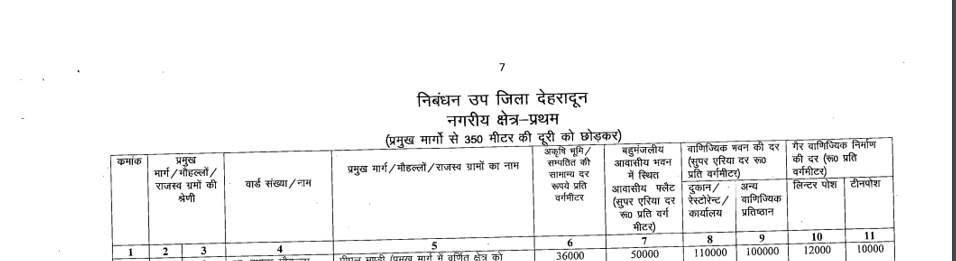 7
निबंधन उप जिला देहरादून
नगरीय क्षेत्र–प्रथम
(प्रमुख मार्गो से 350 मीटर की दूरी को छोड़कर)
कमांक
प्रमुख
मार्ग/मौहल्लों/
राजस्व ग्रामों की
श्रेणी
वार्ड संख्या/नाम
प्रमुख मार्ग/मौहल्लों/राजस्व ग्रामों का नाम
अकृषि भूमि/
सम्पत्ति की
सामान्य दर
रूपये प्रति
वर्गमीटर
बहुमंजलीय
आवासीय भवन
में स्थित
आवासीय फ्लैट
(सुपर एरिया दर
रू0 प्रति वर्ग
मीटर)
वाणिज्यिक भवन की दर
(सुपर एरिया दर रू0
प्रति वर्गमीटर)
दुकान/
रेस्टोरेन्ट/
कार्यालय
अन्य
वाणिज्यिक
प्रतिष्ठान
गैर वाणिज्यिक निर्माण
की दर (रू0 प्रति
वर्गमीटर)
लिन्टर पोश
टीनपोश
1 2 3 4 5 6 7 8 9 10 11
पीपल मण्डी (प्रमुख मार्ग में वर्णित क्षेत्र को 36000 50000 110000 100000 12000 10000